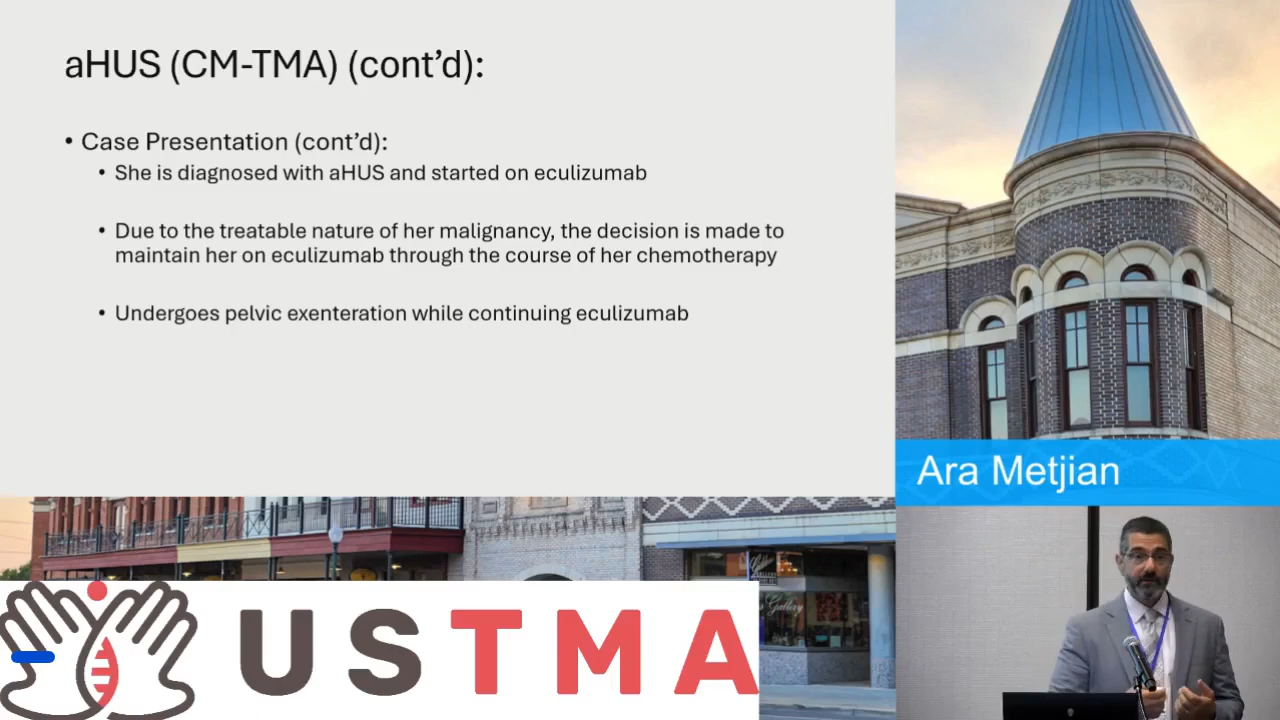 aHUS (CM-TMA) (cont’d):
• Case Presentation (cont’d):
• She is diagnosed with aHUS and started on eculizumab
• Due to the treatable nature of her malignancy, the decision is made to
maintain her on eculizumab through the course of her chemotherapy
• Undergoes pelvic exenteration while continuing eculizumab
Ara Metjian
Gallery
USTMA